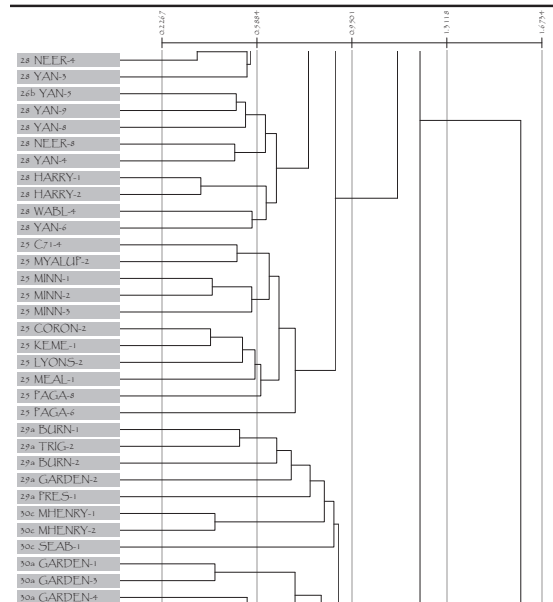 0.2267 0.5884 0.9501 1.3118 1.6734
28 NEER-4
28 YAN-3
26b YAN-5
28 YAN-9
28 YAN-8
28 NEER-8
28 YAN-4
28 HARRY-1
28 HARRY-2
28 WABL-4
28 YAN-6
25 C71-4
25 MYALUP-2
25 MINN-1
25 MINN-2
25 MINN-3
25 CORON-2
25 KEME-1
25 LYONS-2
25 MEAL-1
25 PAGA-8
25 PAGA-6
29a BURN-1
29a TRIG-2
29a BURN-2
29a GARDEN-2
29a PRES-1
30c MHENRY-1
30c MHENRY-2
30c SEAB-1
30a GARDEN-1
30a GARDEN-3
30a GARDEN-4